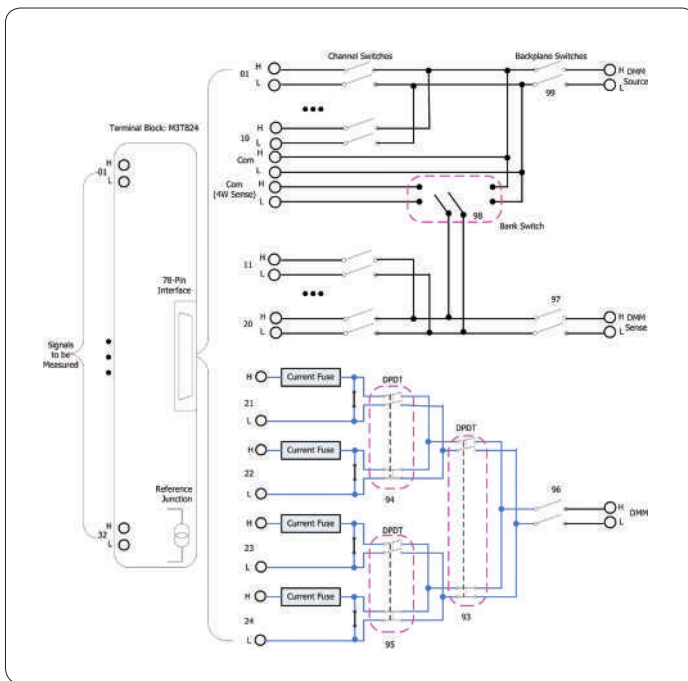 Channel Switches
Backplane Switches
01
H
L
H DMM
L Source
99
Terminal Block: M3T824
10
H
L
Com
H
L
01
H
L
Com
(4W Sense)
H
L
98
Bank Switch
11
H
L
78-Pin
Interface
97
20
H
L
H DMM
L Sense
Signals
to be
Measured
H
Current Fuse
DPDT
21
L
DPDT
H
Current Fuse
22
L
94
96
Reference
Junction
H
Current Fuse
DPDT
H DMM
L
32
H
L
23
L
H
Current Fuse
24
93
L
95